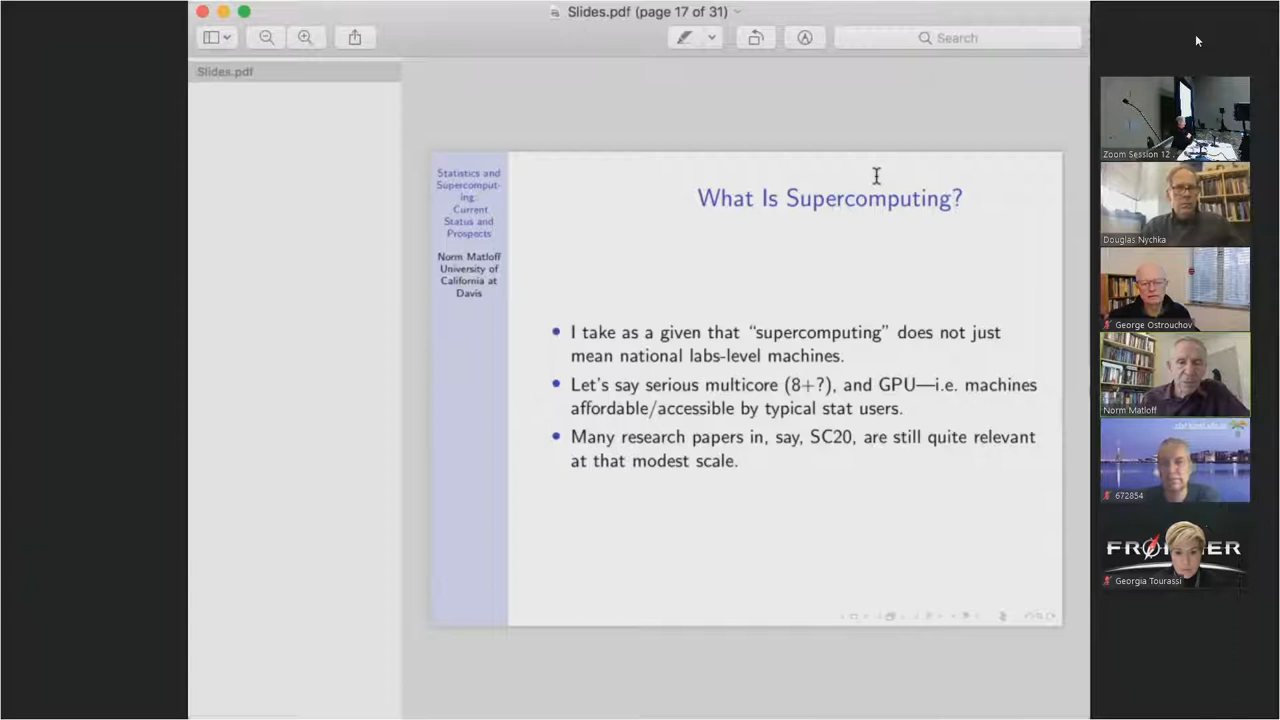 Slides.pdf (page 17 of 31)
Search
Slides.pdf
Statistics and
Supercomput-
ing:
Current
Status and
Prospects
Norm Matloff
University of
California at
Davis
What Is Supercomputing?
• I take as a given that “supercomputing” does not just
mean national labs-level machines.
• Let's say serious multicore (8+?), and GPU—i.e. machines
affordable/accessible by typical stat users.
• Many research papers in, say, SC20, are still quite relevant
at that modest scale.
Zoom Session 12 ...
Douglas Nychka
George Ostrouchov
Norm Matloff
672854
FRONTIER
Georgia Tourassi